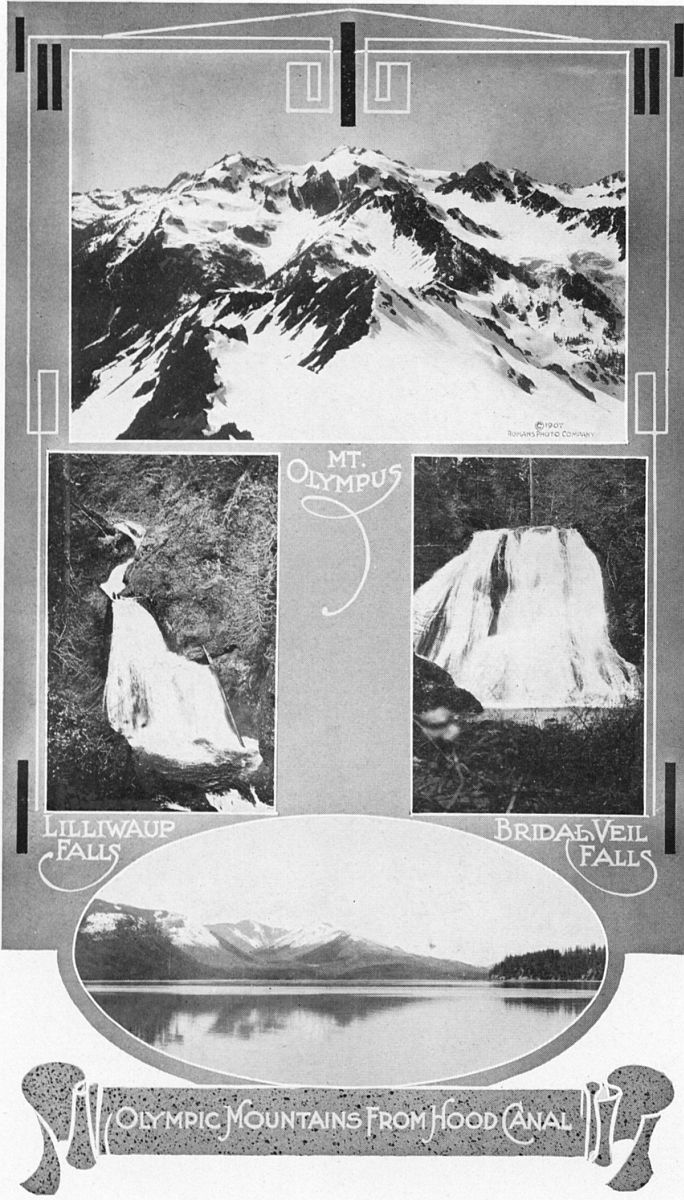 ©1907
ROMANS PHOTO COMPANY
MT.
OLYMPUS
LILLIWAUP
FALLS
BRIDAL VEIL
FALLS
OLYMPIC MOUNTAINS FROM HOOD CANAL